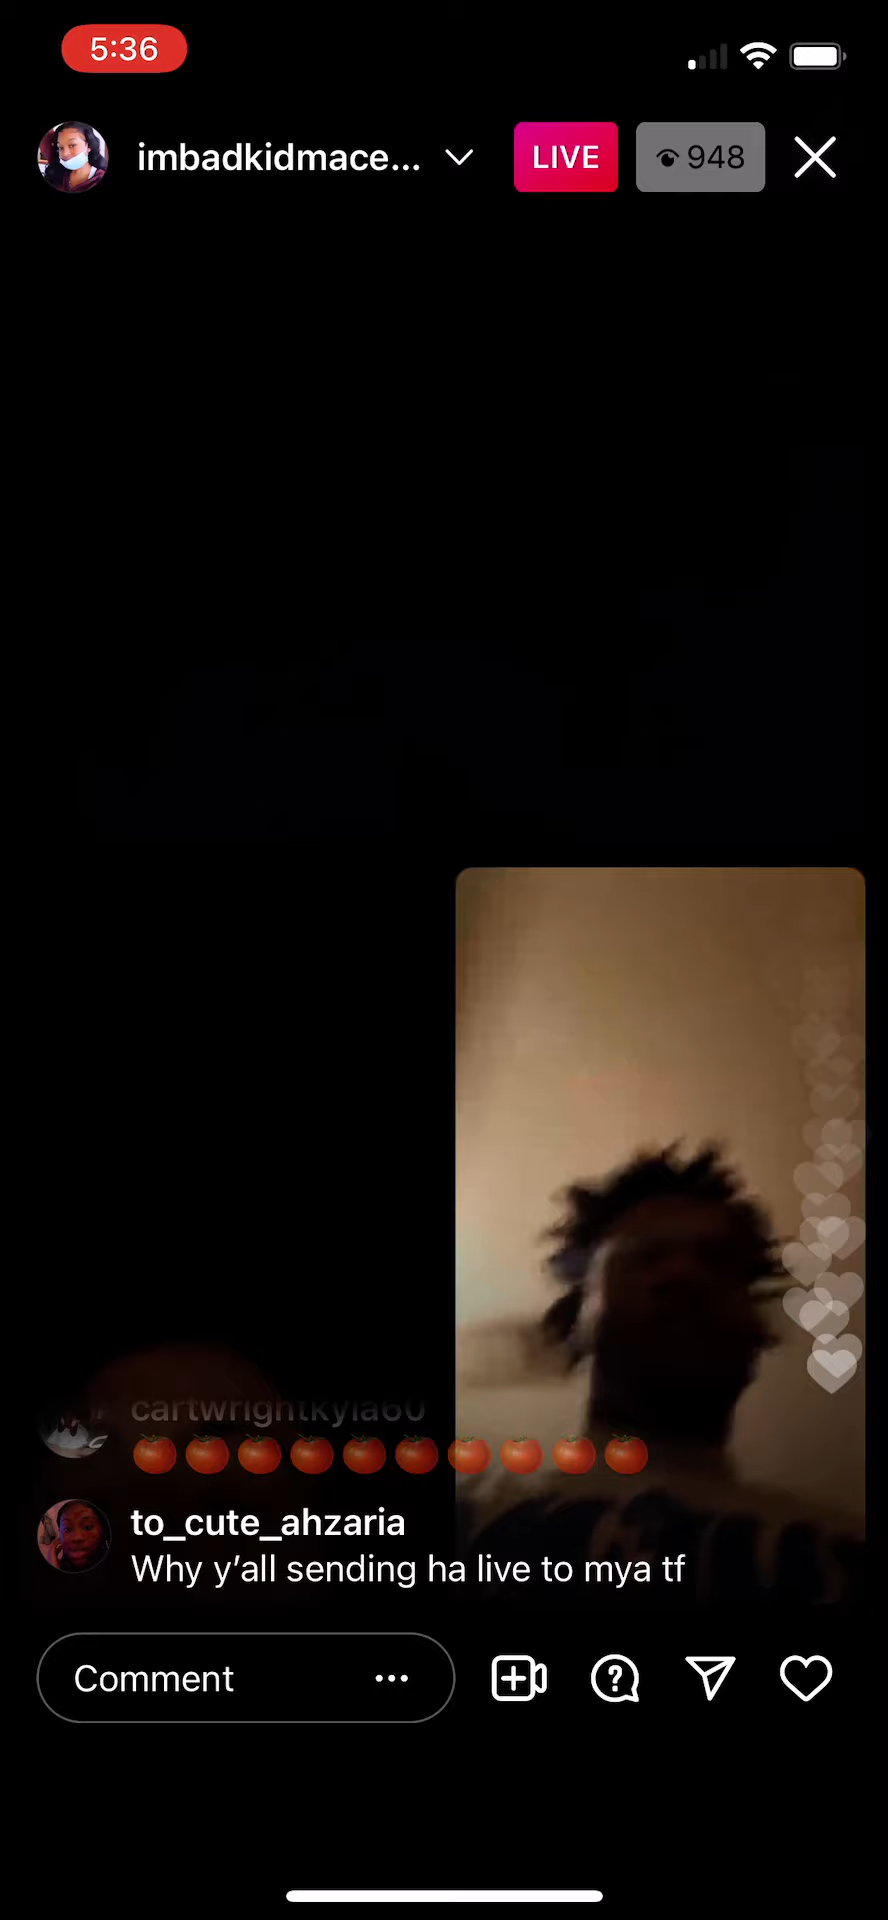 5:36
imbadkidmace...
LIVE
948
cartwrightkyla60
to_cute_ahzaria
Why y’all sending ha live to mya tf
Comment